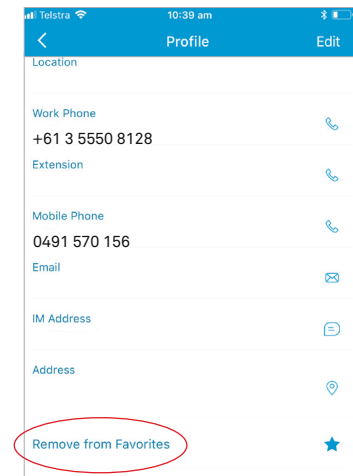 Telstra 10:39 am
Profile Edit
Location
Work Phone
+61 3 5550 8128
Extension
Mobile Phone
0491 570 156
Email
IM Address
Address
Remove from Favorites